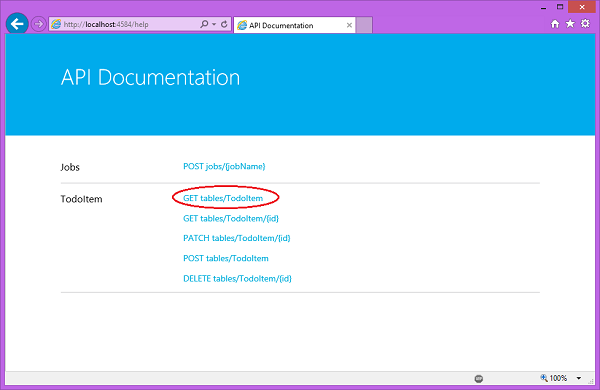 http://localhost:4584/help
API Documentation
API Documentation
Jobs
POST jobs/{jobName}
TodoItem
GET tables/TodoItem
GET tables/TodoItem/{id}
PATCH tables/TodoItem/{id}
POST tables/TodoItem
DELETE tables/TodoItem/{id}
100%